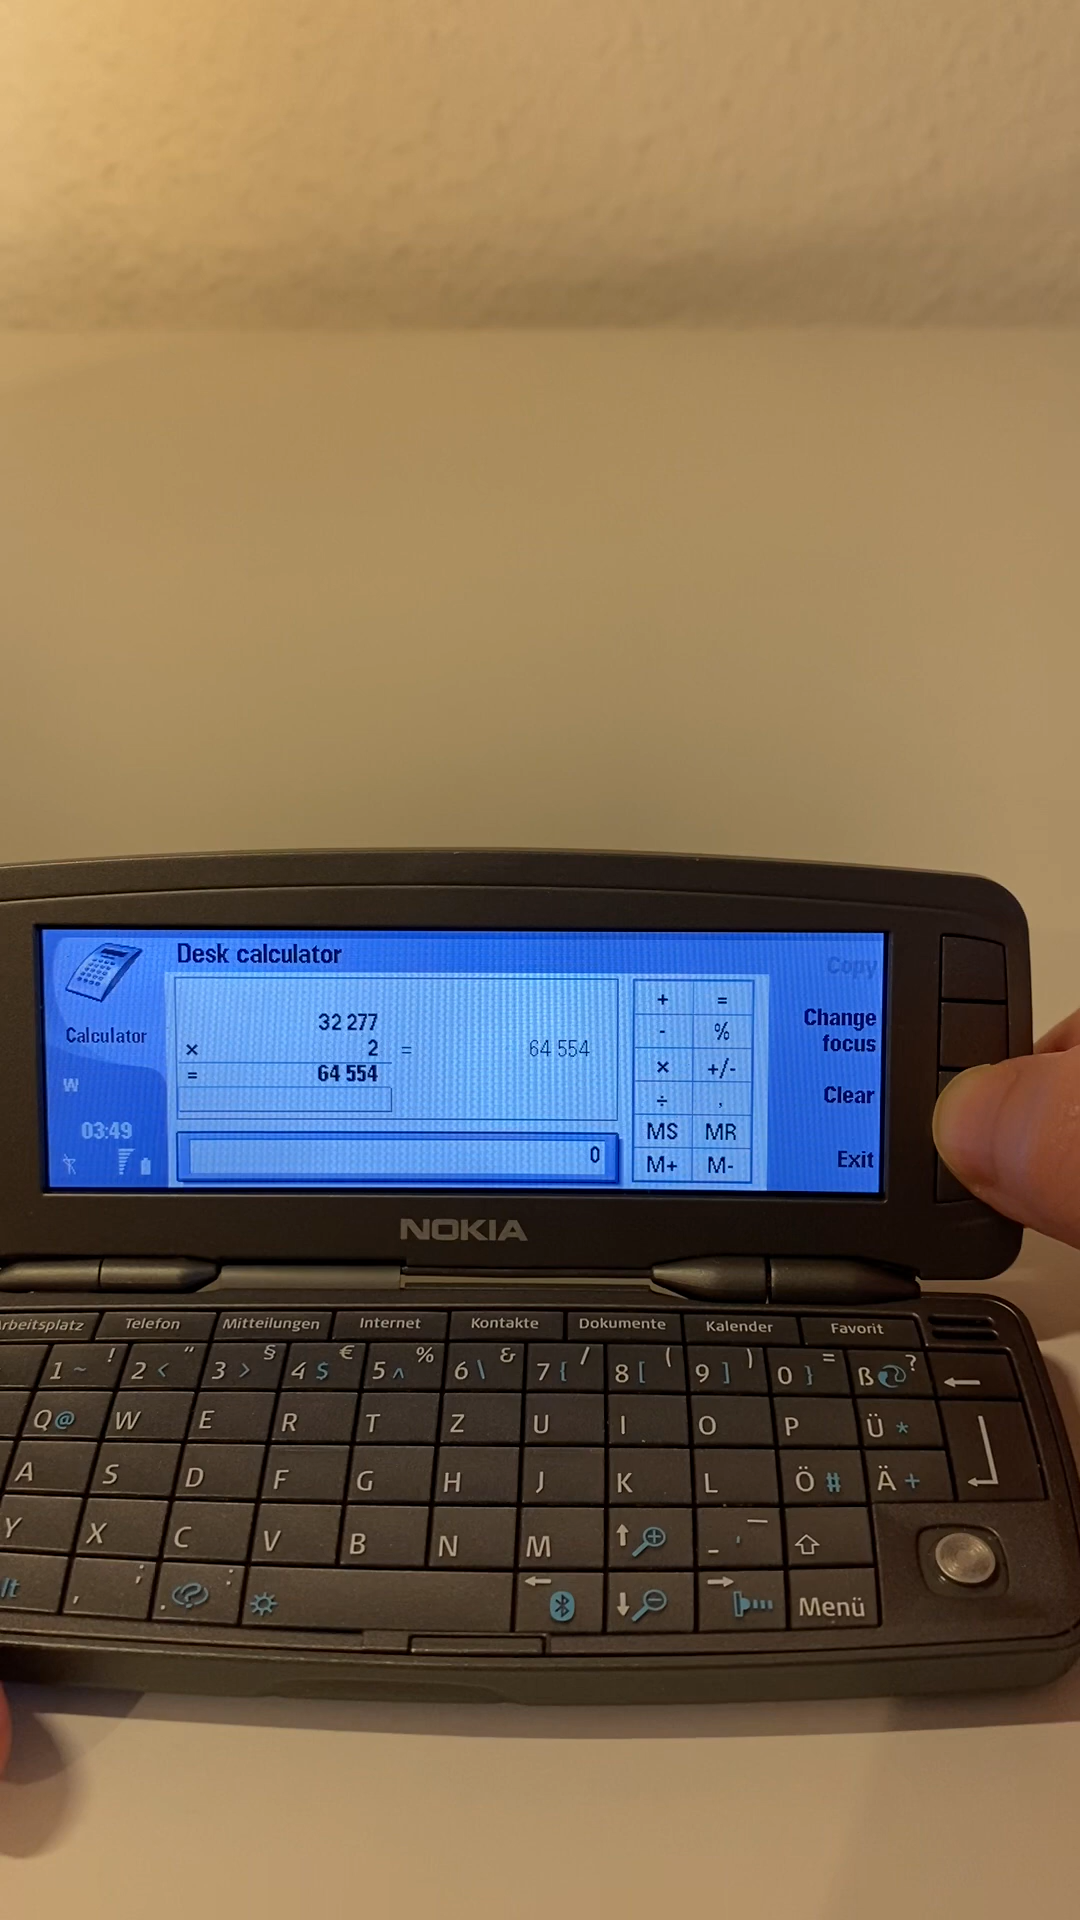 Desk calculator
Copy
Change
focus
Clear
Exit
Calculator
W
03:49
32 277
× 2 = 64 554
= 64 554
0
+ =
- %
× +/-
÷ ,
MS MR
M+ M-
NOKIA
Telefon Mitteilungen Internet Kontakte Dokumente Kalender Favorit
1 ~ ! 2 < " 3 > § 4 $ € 5 ^ % 6 \ & 7 { / 8 [ ( 9 ] ) 0 } = ß ?
Q @ W E R T Z U I O P Ü *
A S D F G H J K L Ö # Ä +
Y X C V B N M - ' _
, ; . : Menü